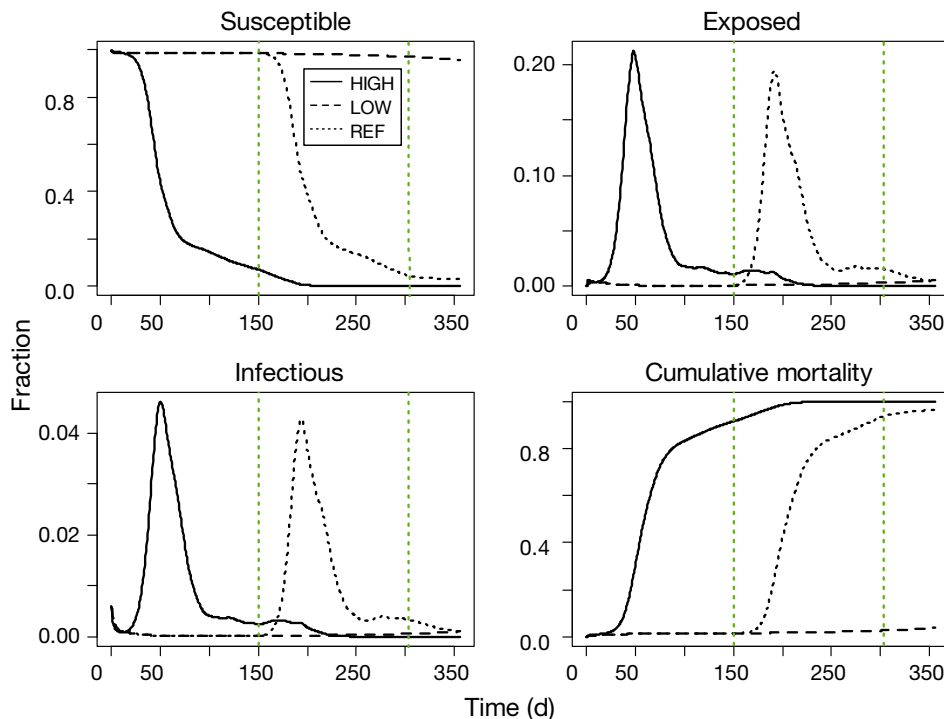 Susceptible
0.8
0.4
0.0
HIGH
LOW
REF
0 50 150 250 350
Exposed
0.20
0.10
0.00
0 50 150 250 350
Fraction
Infectious
0.04
0.02
0.00
0 50 150 250 350
Cumulative mortality
0.8
0.4
0.0
0 50 150 250 350
Time (d)